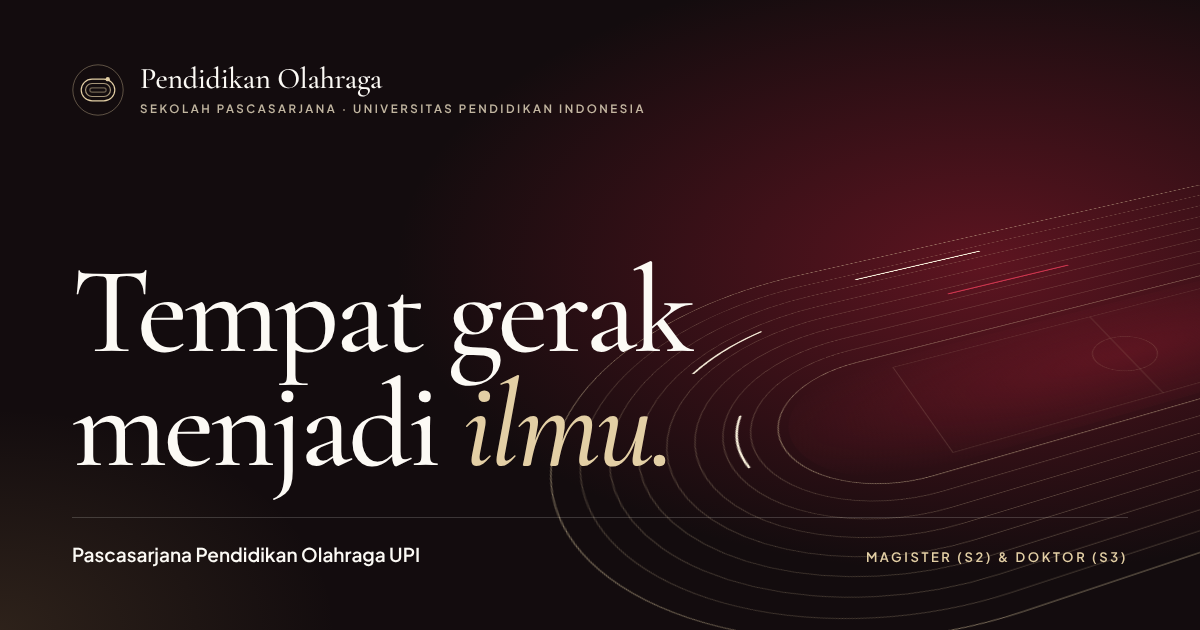 Pendidikan Olahraga
SEKOLAH PASCASARJANA · UNIVERSITAS PENDIDIKAN INDONESIA
Tempat gerak
menjadi ilmu.
Pascasarjana Pendidikan Olahraga UPI
MAGISTER (S2) & DOKTOR (S3)